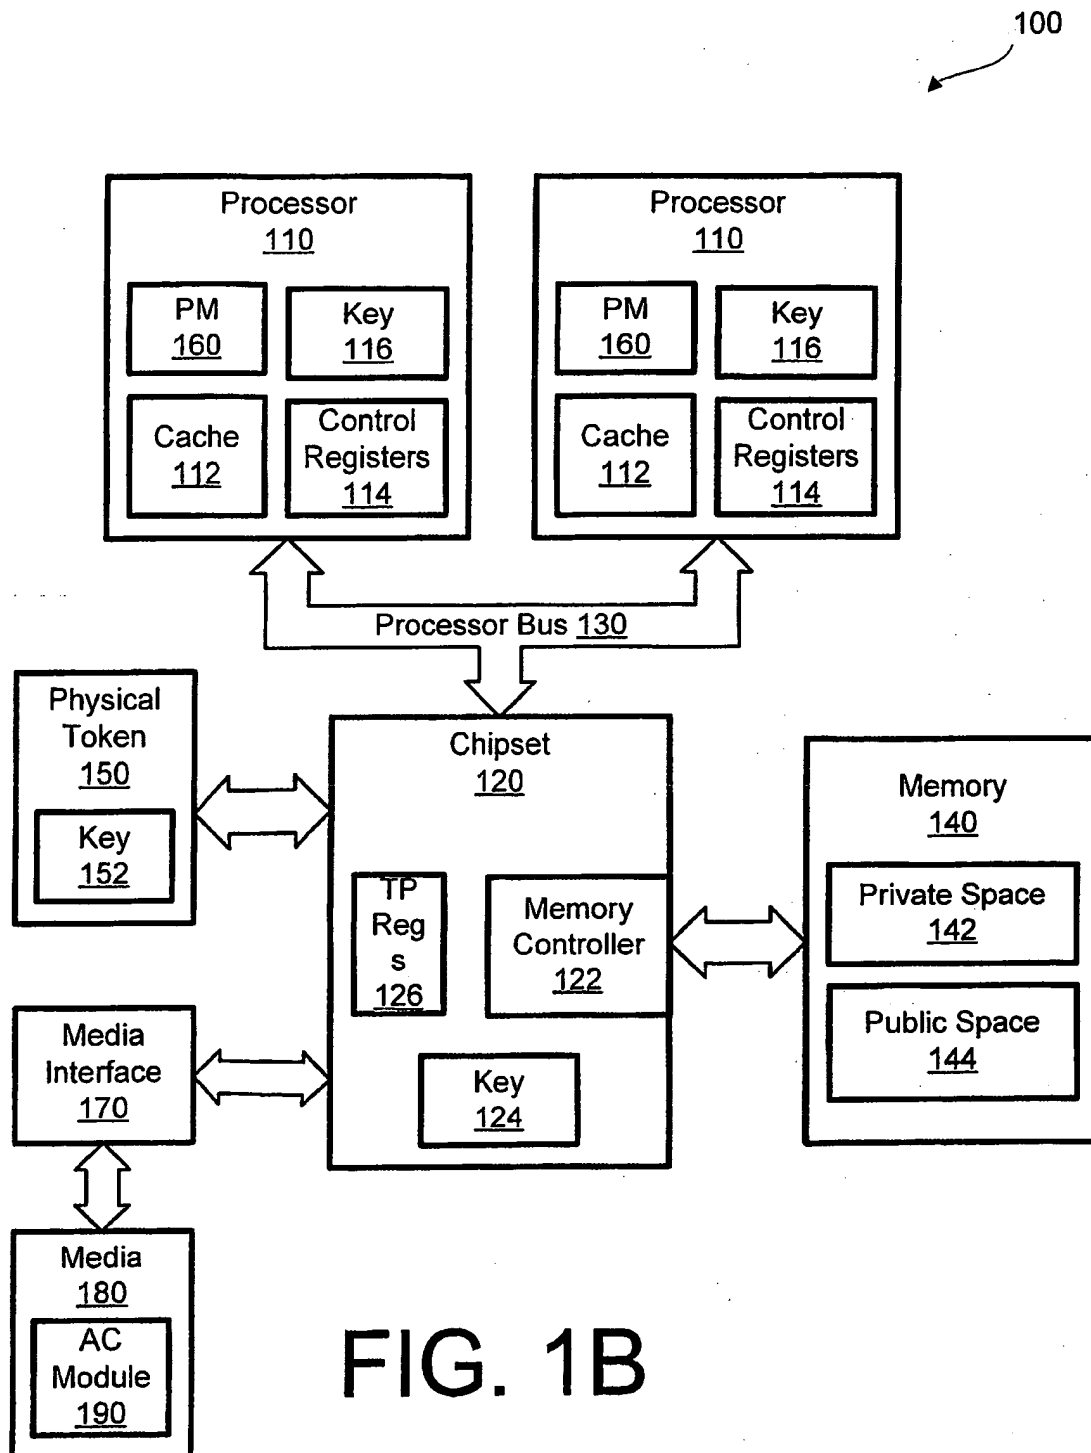 100
Processor
110
PM
160
Key
116
Cache
112
Control
Registers
114
Processor
110
PM
160
Key
116
Cache
112
Control
Registers
114
Processor Bus 130
Physical
Token
150
Key
152
Chipset
120
TP
Reg
s
126
Memory
Controller
122
Key
124
Memory
140
Private Space
142
Public Space
144
Media
Interface
170
Media
180
AC
Module
190
FIG. 1B